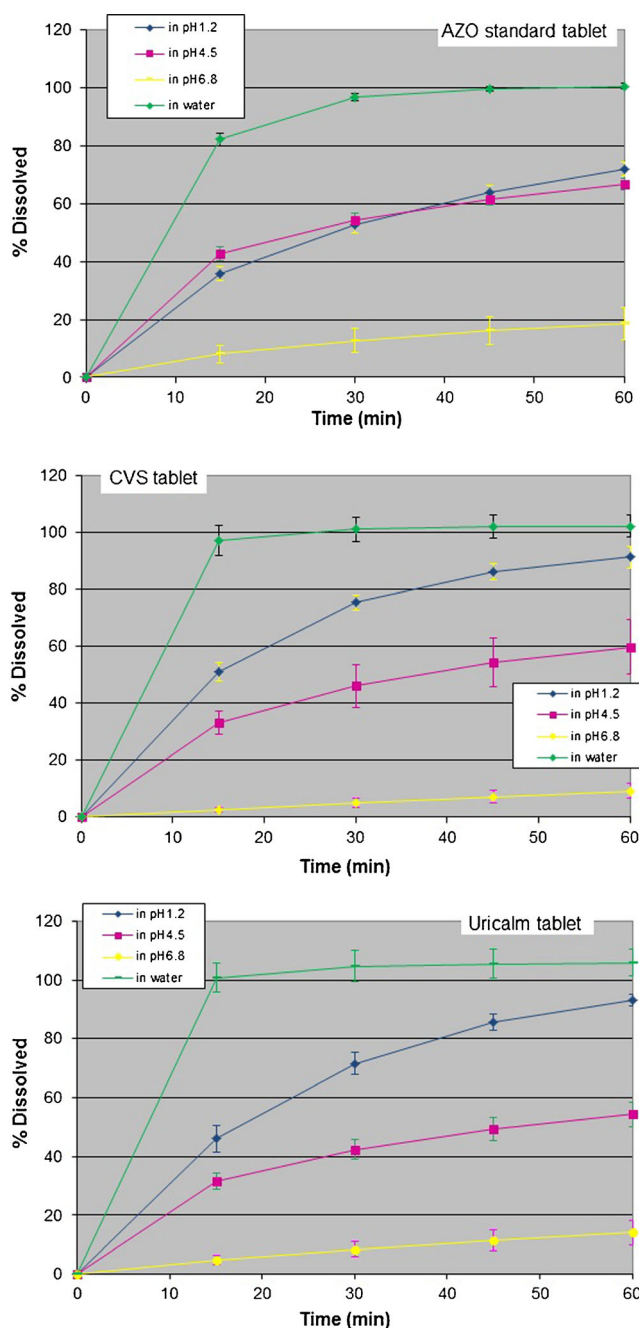 AZO standard tablet
in pH1.2
in pH4.5
in pH6.8
in water
120
100
80
60
40
20
0
% Dissolved
0 10 20 30 40 50 60
Time (min)
CVS tablet
120
100
80
60
40
20
0
% Dissolved
in pH1.2
in pH4.5
in pH6.8
in water
0 10 20 30 40 50 60
Time (min)
Uricalm tablet
in pH1.2
in pH4.5
in pH6.8
in water
120
100
80
60
40
20
0
% Dissolved
0 10 20 30 40 50 60
Time (min)